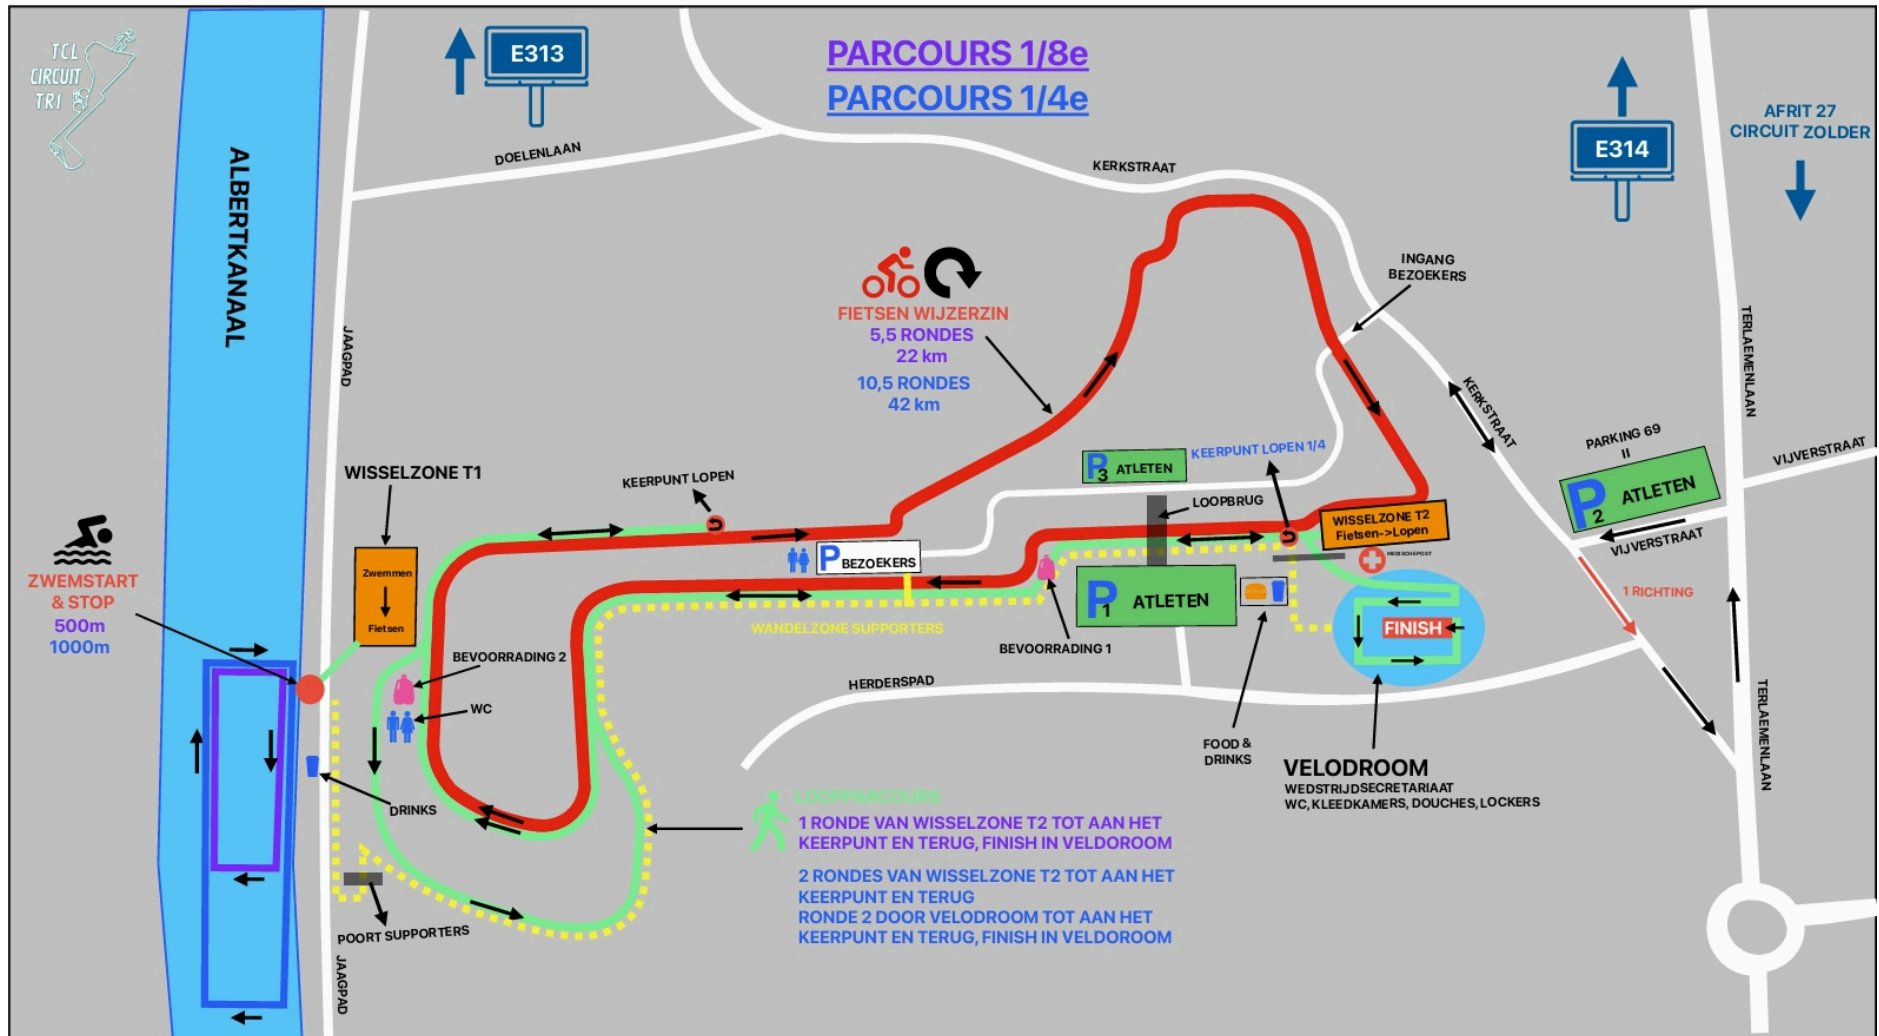 TCL
CIRCUIT
TRI
E313
PARCOURS 1/8e
PARCOURS 1/4e
E314
AFRIT 27
CIRCUIT ZOLDER
ALBERTKANAAL
DOELENLAAN
KERKSTRAAT
INGANG
BEZOEKERS
JAAGPAD
FIETSEN WIJZERZIN
5,5 RONDES
22 km
10,5 RONDES
42 km
TERLAEMENLAAN
KERKSTRAAT
PARKING 69
II
P2 ATLETEN
VIJVERSTRAAT
VIJVERSTRAAT
WISSELZONE T1
KEERPUNT LOPEN
P3 ATLETEN
KEERPUNT LOPEN 1/4
LOOPBRUG
WISSELZONE T2
Fietsen->Lopen
MEDISCHEPOST
P BEZOEKERS
Zwemmen
Fietsen
ZWEMSTART
& STOP
500m
1000m
P1 ATLETEN
1 RICHTING
FINISH
WANDELZONE SUPPORTERS
BEVOORRADING 1
BEVOORRADING 2
WC
HERDERSPAD
FOOD &
DRINKS
VELODROOM
WEDSTRIJDSECRETARIAAT
WC, KLEEDKAMERS, DOUCHES, LOCKERS
TERLAEMENLAAN
DRINKS
LOOPPARCOURS
1 RONDE VAN WISSELZONE T2 TOT AAN HET
KEERPUNT EN TERUG, FINISH IN VELDOROOM
2 RONDES VAN WISSELZONE T2 TOT AAN HET
KEERPUNT EN TERUG
RONDE 2 DOOR VELODROOM TOT AAN HET
KEERPUNT EN TERUG, FINISH IN VELDOROOM
POORT SUPPORTERS
JAAGPAD